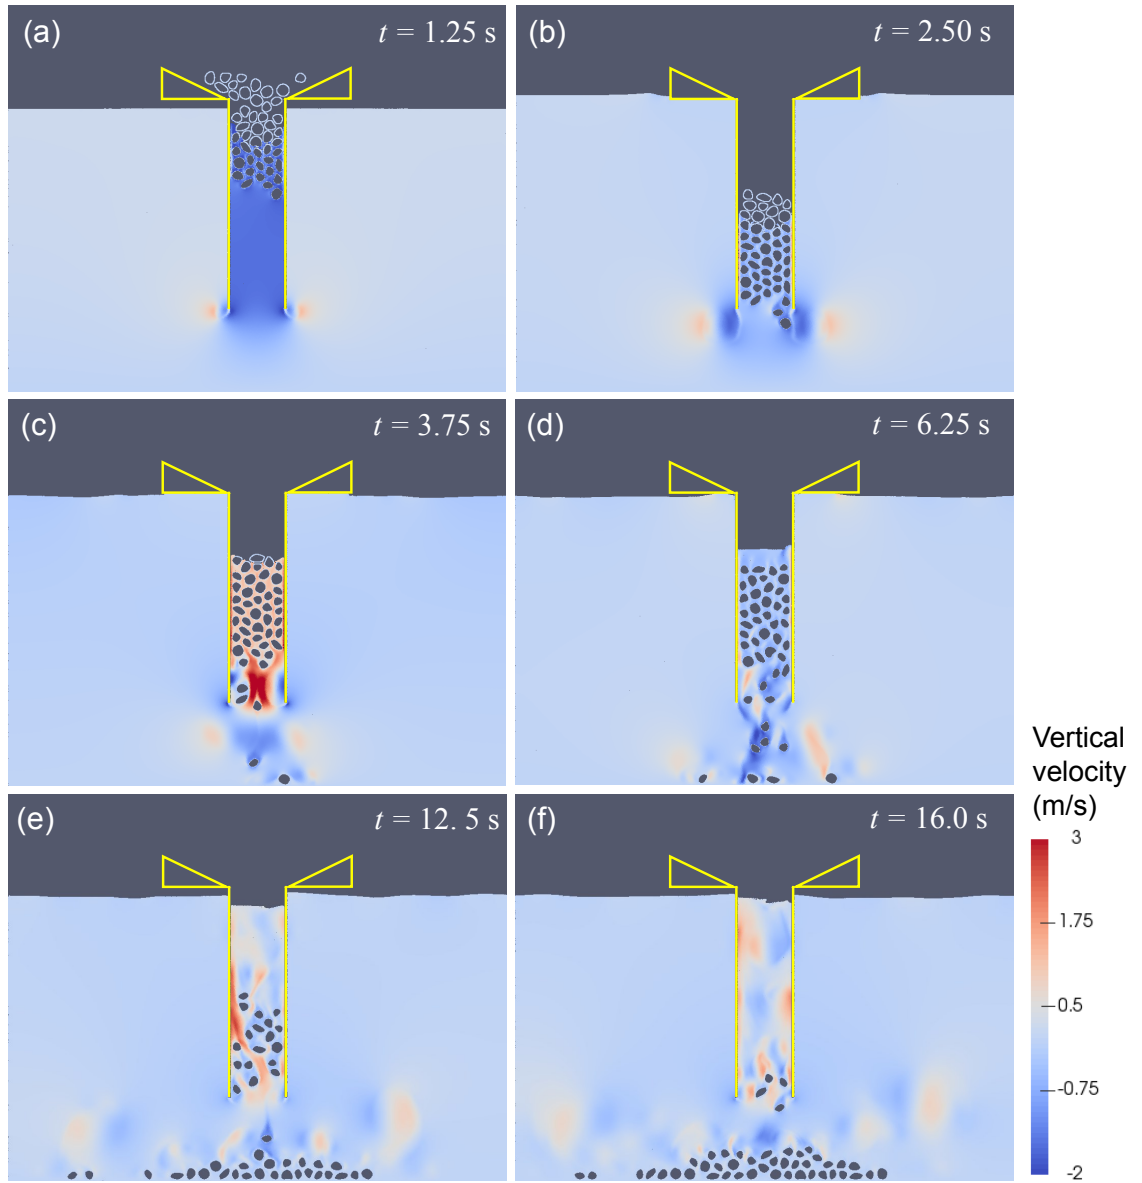 (a)
t = 1.25 s
(b)
t = 2.50 s
(c)
t = 3.75 s
(d)
t = 6.25 s
(e)
t = 12. 5 s
(f)
t = 16.0 s
Vertical
velocity
(m/s)
3
1.75
0.5
-0.75
-2